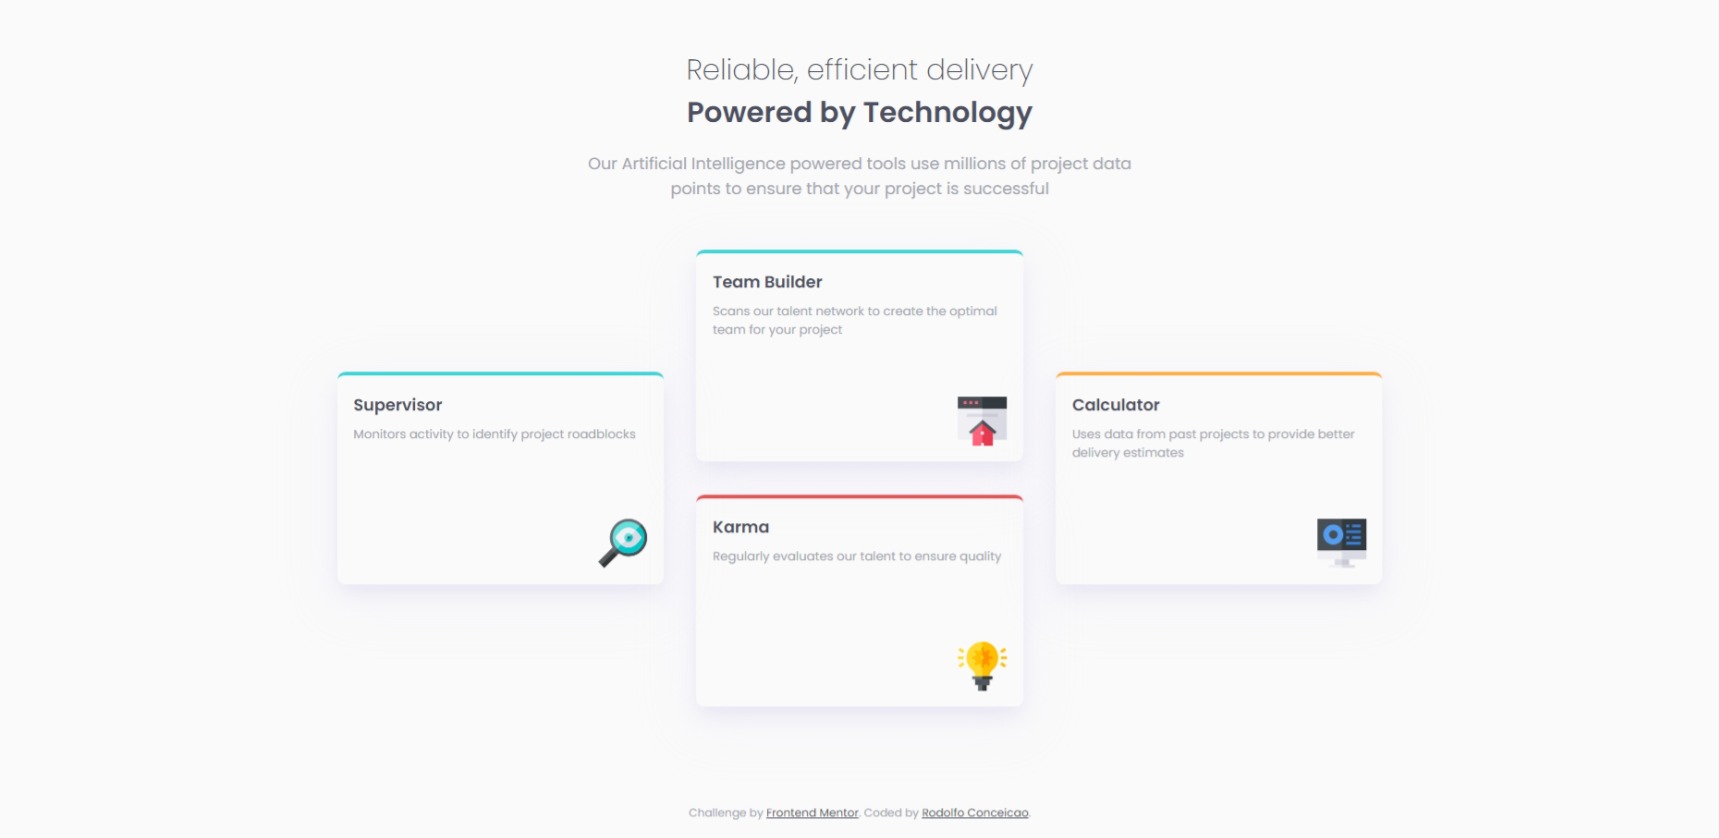 Reliable, efficient delivery
Powered by Technology
Our Artificial Intelligence powered tools use millions of project data
points to ensure that your project is successful
Team Builder
Scans our talent network to create the optimal
team for your project
Supervisor
Monitors activity to identify project roadblocks
Calculator
Uses data from past projects to provide better
delivery estimates
Karma
Regularly evaluates our talent to ensure quality
Challenge by Frontend Mentor. Coded by Rodolfo Conceicao.